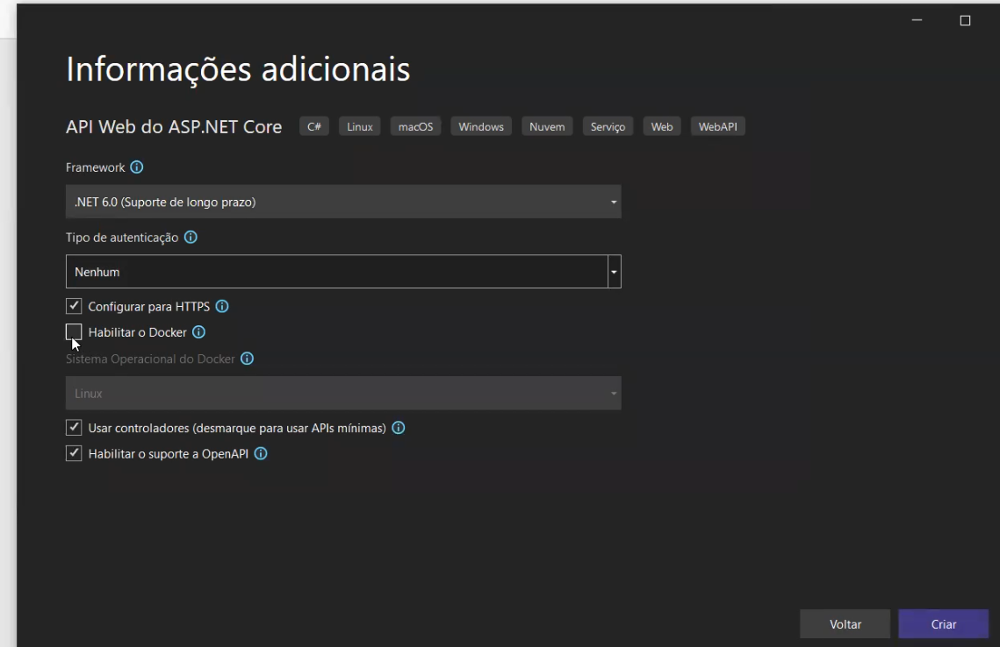 Informações adicionais
API Web do ASP.NET Core C# Linux macOS Windows Nuvem Serviço Web WebAPI
Framework
.NET 6.0 (Suporte de longo prazo)
Tipo de autenticação
Nenhum
Configurar para HTTPS
Habilitar o Docker
Sistema Operacional do Docker
Linux
Usar controladores (desmarque para usar APIs mínimas)
Habilitar o suporte a OpenAPI
Voltar Criar